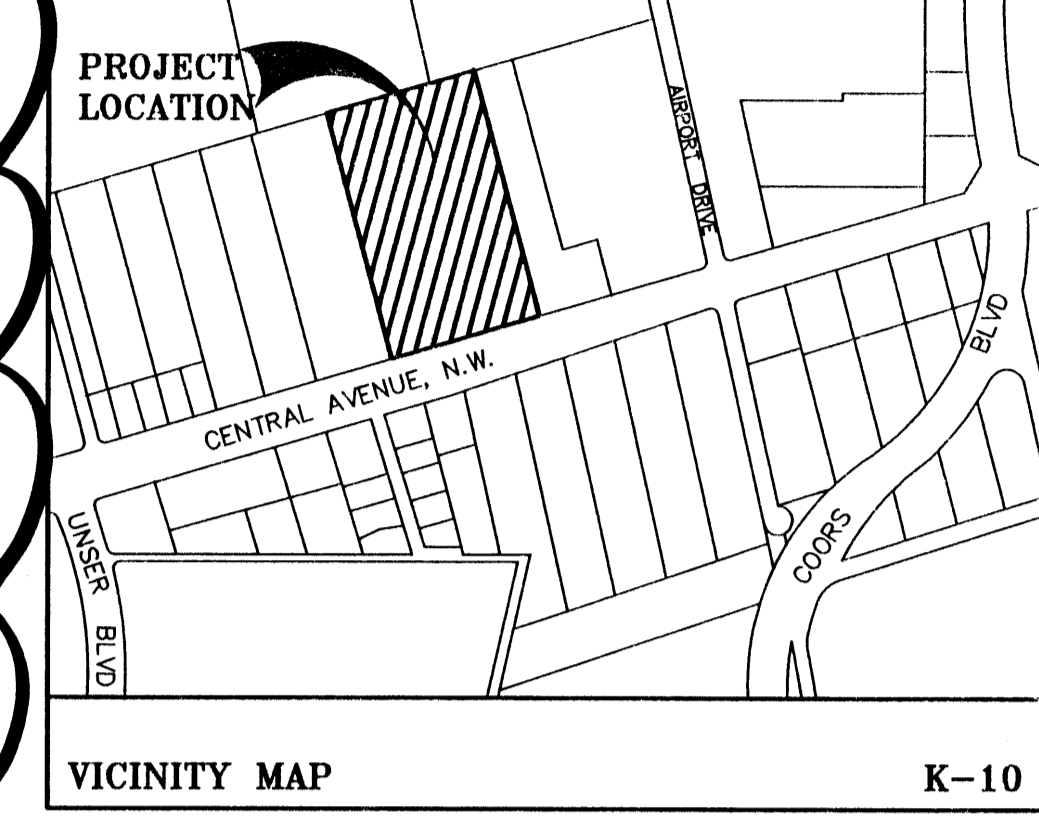 PROJECT
LOCATION
AIRPORT DRIVE
CENTRAL AVENUE, N.W.
BLVD
COORS
UNSER BLVD
VICINITY MAP
K-10